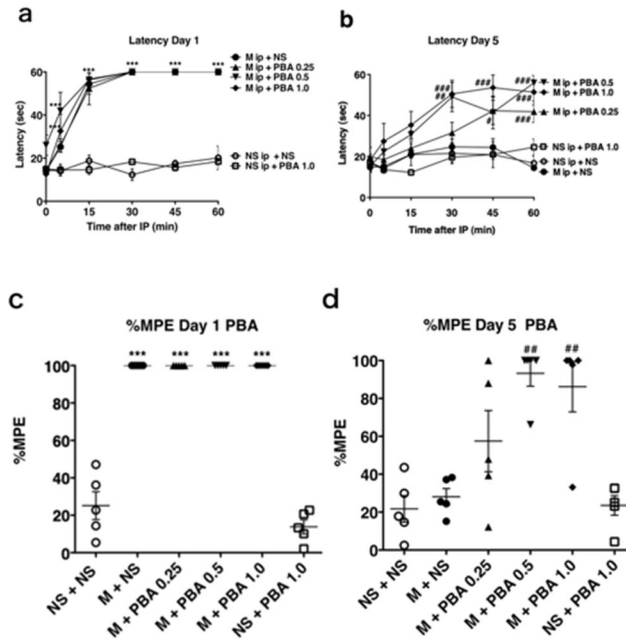 a
Latency Day 1
Latency (sec)
60
40
20
0
0 15 30 45 60
Time after IP (min)
*** *** *** *** ***
M ip + NS
M ip + PBA 0.25
M ip + PBA 0.5
M ip + PBA 1.0
NS ip + NS
NS ip + PBA 1.0
b
Latency Day 5
Latency (sec)
60
40
20
0
0 15 30 45 60
Time after IP (min)
###
##
###
#
###
###
###
M ip + PBA 0.5
M ip + PBA 1.0
M ip + PBA 0.25
NS ip + PBA 1.0
NS ip + NS
M ip + NS
c
%MPE Day 1 PBA
%MPE
100
80
60
40
20
0
*** *** *** ***
NS + NS
M + NS
M + PBA 0.25
M + PBA 0.5
M + PBA 1.0
NS + PBA 1.0
d
%MPE Day 5 PBA
%MPE
100
80
60
40
20
0
## ##
NS + NS
M + NS
M + PBA 0.25
M + PBA 0.5
M + PBA 1.0
NS + PBA 1.0